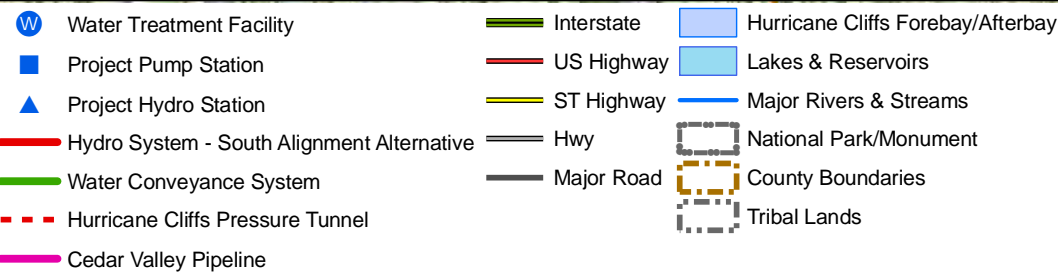 W Water Treatment Facility
Project Pump Station
Project Hydro Station
Hydro System - South Alignment Alternative
Water Conveyance System
Hurricane Cliffs Pressure Tunnel
Cedar Valley Pipeline
Interstate
US Highway
ST Highway
Hwy
Major Road
Hurricane Cliffs Forebay/Afterbay
Lakes & Reservoirs
Major Rivers & Streams
National Park/Monument
County Boundaries
Tribal Lands